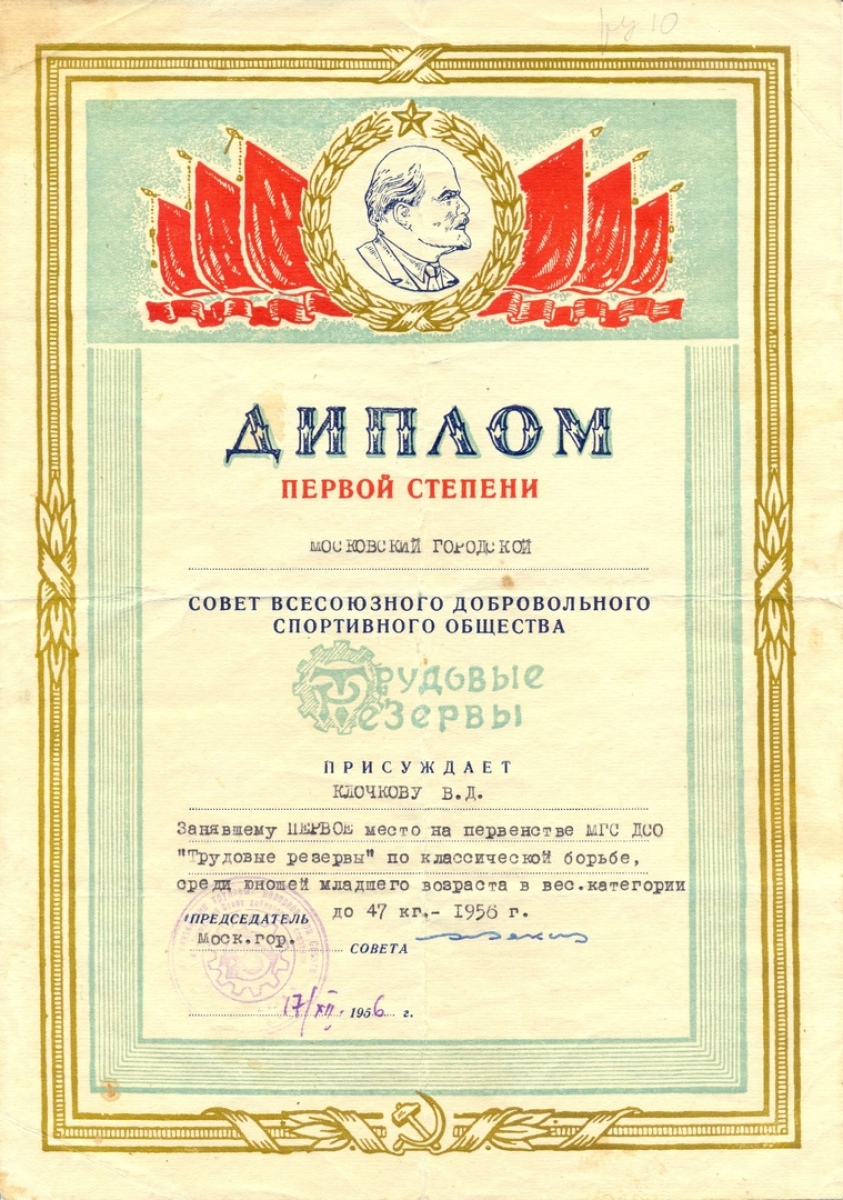 ДИПЛОМ
ПЕРВОЙ СТЕПЕНИ
МОСКОВСКИЙ ГОРОДСКОЙ
СОВЕТ ВСЕСОЮЗНОГО ДОБРОВОЛЬНОГО
СПОРТИВНОГО ОБЩЕСТВА
ТРУДОВЫЕ
РЕЗЕРВЫ
ПРИСУЖДАЕТ
КЛОЧКОВУ В.Д.
Занявшему ПЕРВОЕ место на первенстве МГС ДСО
"Трудовые резервы" по классической борьбе,
среди юношей младшего возраста в вес.категории
до 47 кг.- 1956 г.
ПРЕДСЕДАТЕЛЬ
Моск.гор.
СОВЕТА
17/XII. 1956 г.